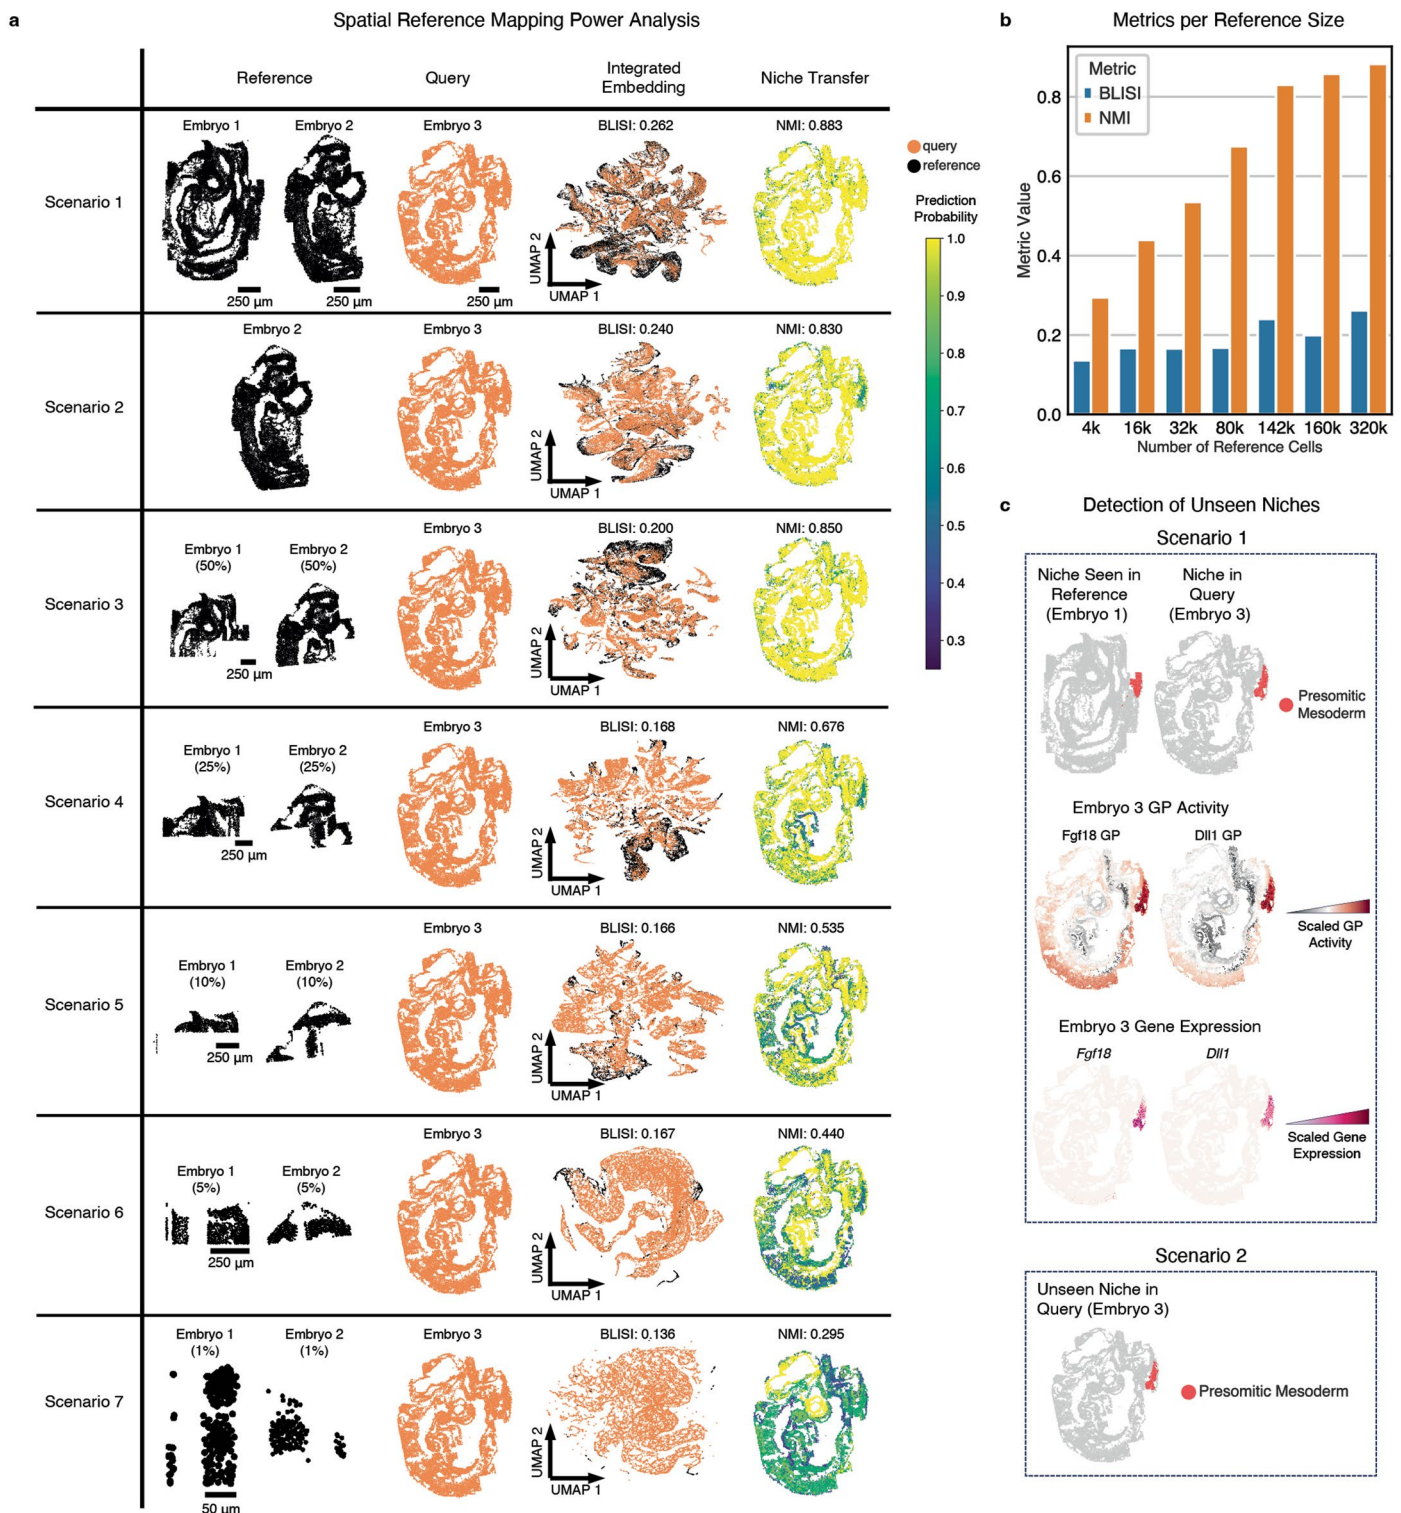 a
Spatial Reference Mapping Power Analysis
Reference
Query
Integrated
Embedding
Niche Transfer
Scenario 1
Embryo 1
Embryo 2
Embryo 3
BLISI: 0.262
NMI: 0.883
250 µm
250 µm
250 µm
UMAP 2
UMAP 1
query
reference
Prediction
Probability
1.0
0.9
0.8
0.7
0.6
0.5
0.4
0.3
Scenario 2
Embryo 2
Embryo 3
BLISI: 0.240
NMI: 0.830
UMAP 2
UMAP 1
Scenario 3
Embryo 1
(50%)
Embryo 2
(50%)
250 µm
Embryo 3
BLISI: 0.200
NMI: 0.850
UMAP 2
UMAP 1
Scenario 4
Embryo 1
(25%)
Embryo 2
(25%)
250 µm
Embryo 3
BLISI: 0.168
NMI: 0.676
UMAP 2
UMAP 1
Scenario 5
Embryo 1
(10%)
Embryo 2
(10%)
250 µm
Embryo 3
BLISI: 0.166
NMI: 0.535
UMAP 2
UMAP 1
Scenario 6
Embryo 1
(5%)
Embryo 2
(5%)
250 µm
Embryo 3
BLISI: 0.167
NMI: 0.440
UMAP 2
UMAP 1
Scenario 7
Embryo 1
(1%)
Embryo 2
(1%)
50 µm
Embryo 3
BLISI: 0.136
NMI: 0.295
UMAP 2
UMAP 1
b
Metrics per Reference Size
Metric
BLISI
NMI
Metric Value
0.8
0.6
0.4
0.2
0.0
4k
16k
32k
80k
142k
160k
320k
Number of Reference Cells
c
Detection of Unseen Niches
Scenario 1
Niche Seen in
Reference
(Embryo 1)
Niche in
Query
(Embryo 3)
Presomitic
Mesoderm
Embryo 3 GP Activity
Fgf18 GP
Dll1 GP
Scaled GP
Activity
Embryo 3 Gene Expression
Fgf18
Dll1
Scaled Gene
Expression
Scenario 2
Unseen Niche in
Query (Embryo 3)
Presomitic Mesoderm